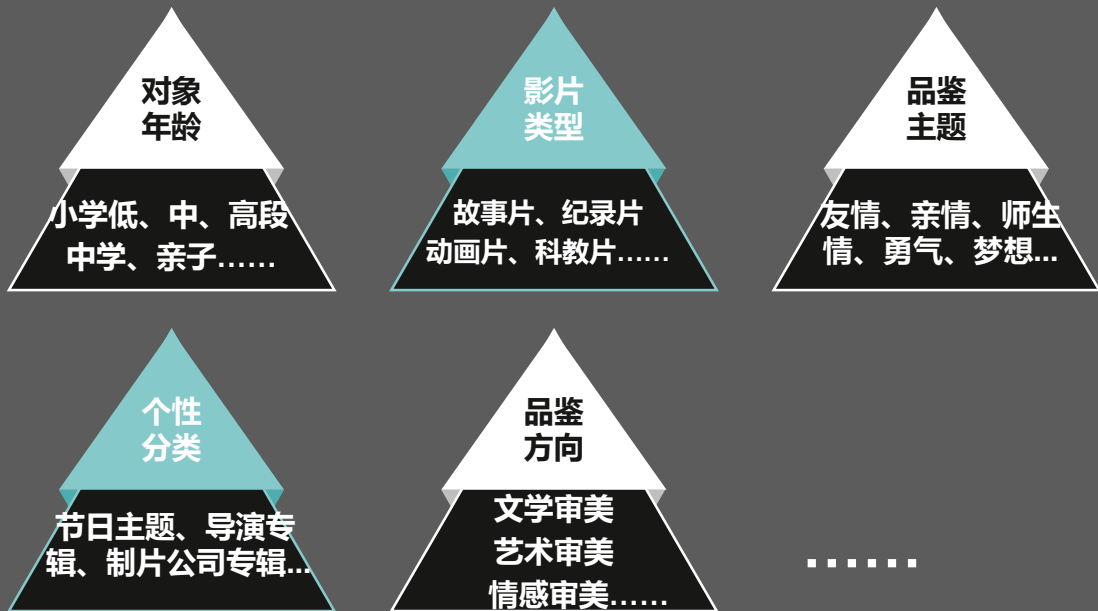 对象
年龄
小学低、中、高段
中学、亲子……
影片
类型
故事片、纪录片
动画片、科教片……
品鉴
主题
友情、亲情、师生
情、勇气、梦想...
个性
分类
节日主题、导演专
辑、制片公司专辑...
品鉴
方向
文学审美
艺术审美
情感审美……
……